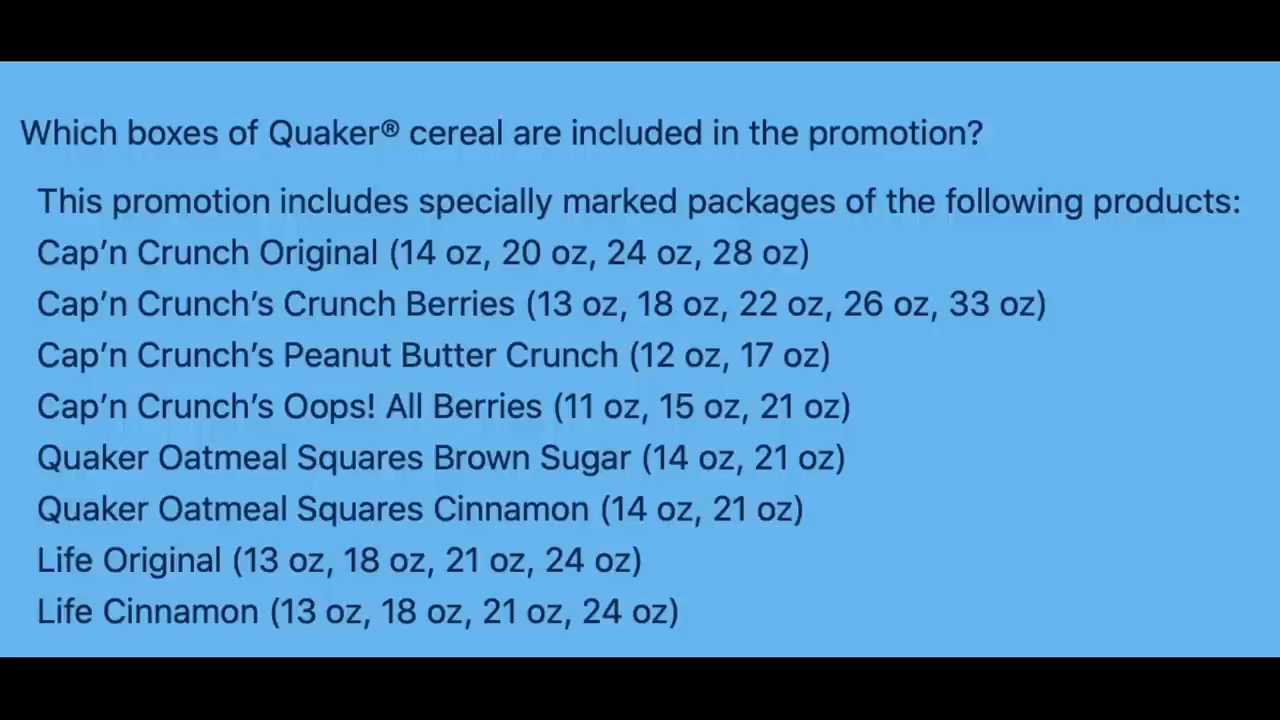 Which boxes of Quaker® cereal are included in the promotion?
This promotion includes specially marked packages of the following products:
Cap’n Crunch Original (14 oz, 20 oz, 24 oz, 28 oz)
Cap’n Crunch’s Crunch Berries (13 oz, 18 oz, 22 oz, 26 oz, 33 oz)
Cap’n Crunch’s Peanut Butter Crunch (12 oz, 17 oz)
Cap’n Crunch’s Oops! All Berries (11 oz, 15 oz, 21 oz)
Quaker Oatmeal Squares Brown Sugar (14 oz, 21 oz)
Quaker Oatmeal Squares Cinnamon (14 oz, 21 oz)
Life Original (13 oz, 18 oz, 21 oz, 24 oz)
Life Cinnamon (13 oz, 18 oz, 21 oz, 24 oz)